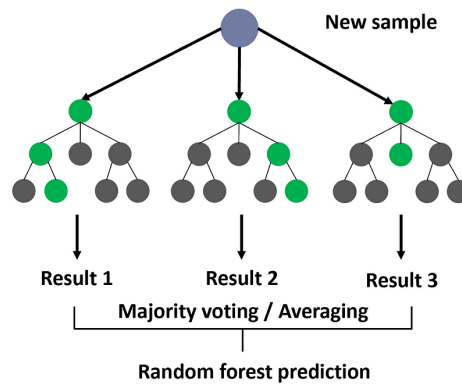 New sample
Result 1
Result 2
Result 3
Majority voting / Averaging
Random forest prediction